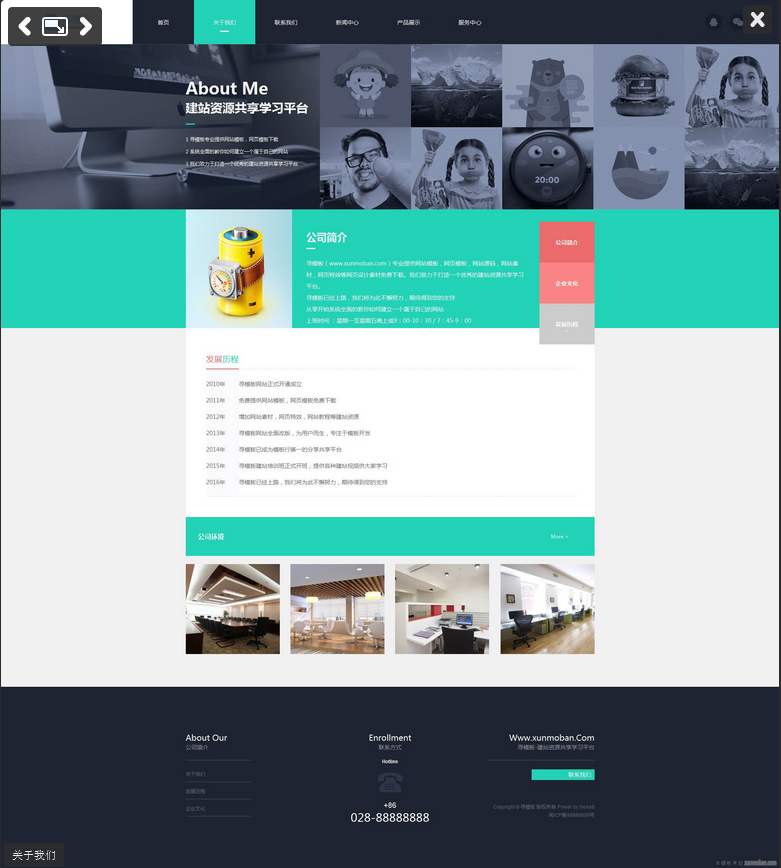 首页 关于我们 联系我们 新闻中心 产品展示 服务中心
About Me
建站资源共享学习平台
1 寻模板专业提供网站模板，网页模板下载
2 系统全面的教你如何建立一个属于自己的网站
3 我们致力于打造一个优秀的建站资源共享学习平台
20:00
公司简介
寻模板（www.xunmoban.com）专业提供网站模板，网页模板，网站源码，网站素
材，网页特效等网页设计素材免费下载。我们致力于打造一个优秀的建站资源共享学习
平台。
寻模板已经上路，我们将为此不懈努力，期待得到您的支持
从零开始系统全面的教你如何建立一个属于自己的网站
上班时间：星期一至星期五晚上或9：00-10：30 / 7：45-9：00
公司简介
企业文化
发展历程
发展历程
2010年 寻模板网站正式开通成立
2011年 免费提供网站模板，网页模板免费下载
2012年 增加网站素材，网页特效，网站教程等建站资源
2013年 寻模板网站全面改版，为用户而生，专注于模板开发
2014年 寻模板已成为模板行第一的分享共享平台
2015年 寻模板建站培训班正式开班，提供各种建站视频供大家学习
2016年 寻模板已经上路，我们将为此不懈努力，期待得到您的支持
公司环境 More >
About Our
公司简介
关于我们
发展历程
企业文化
Enrollment
联系方式
Hotline
+86
028-88888888
Www.xunmoban.Com
寻模板-建站资源共享学习平台
联系我们
Copyright © 寻模板 版权所有 Power by
闽ICP备88888888号
关于我们
xunmoban.com